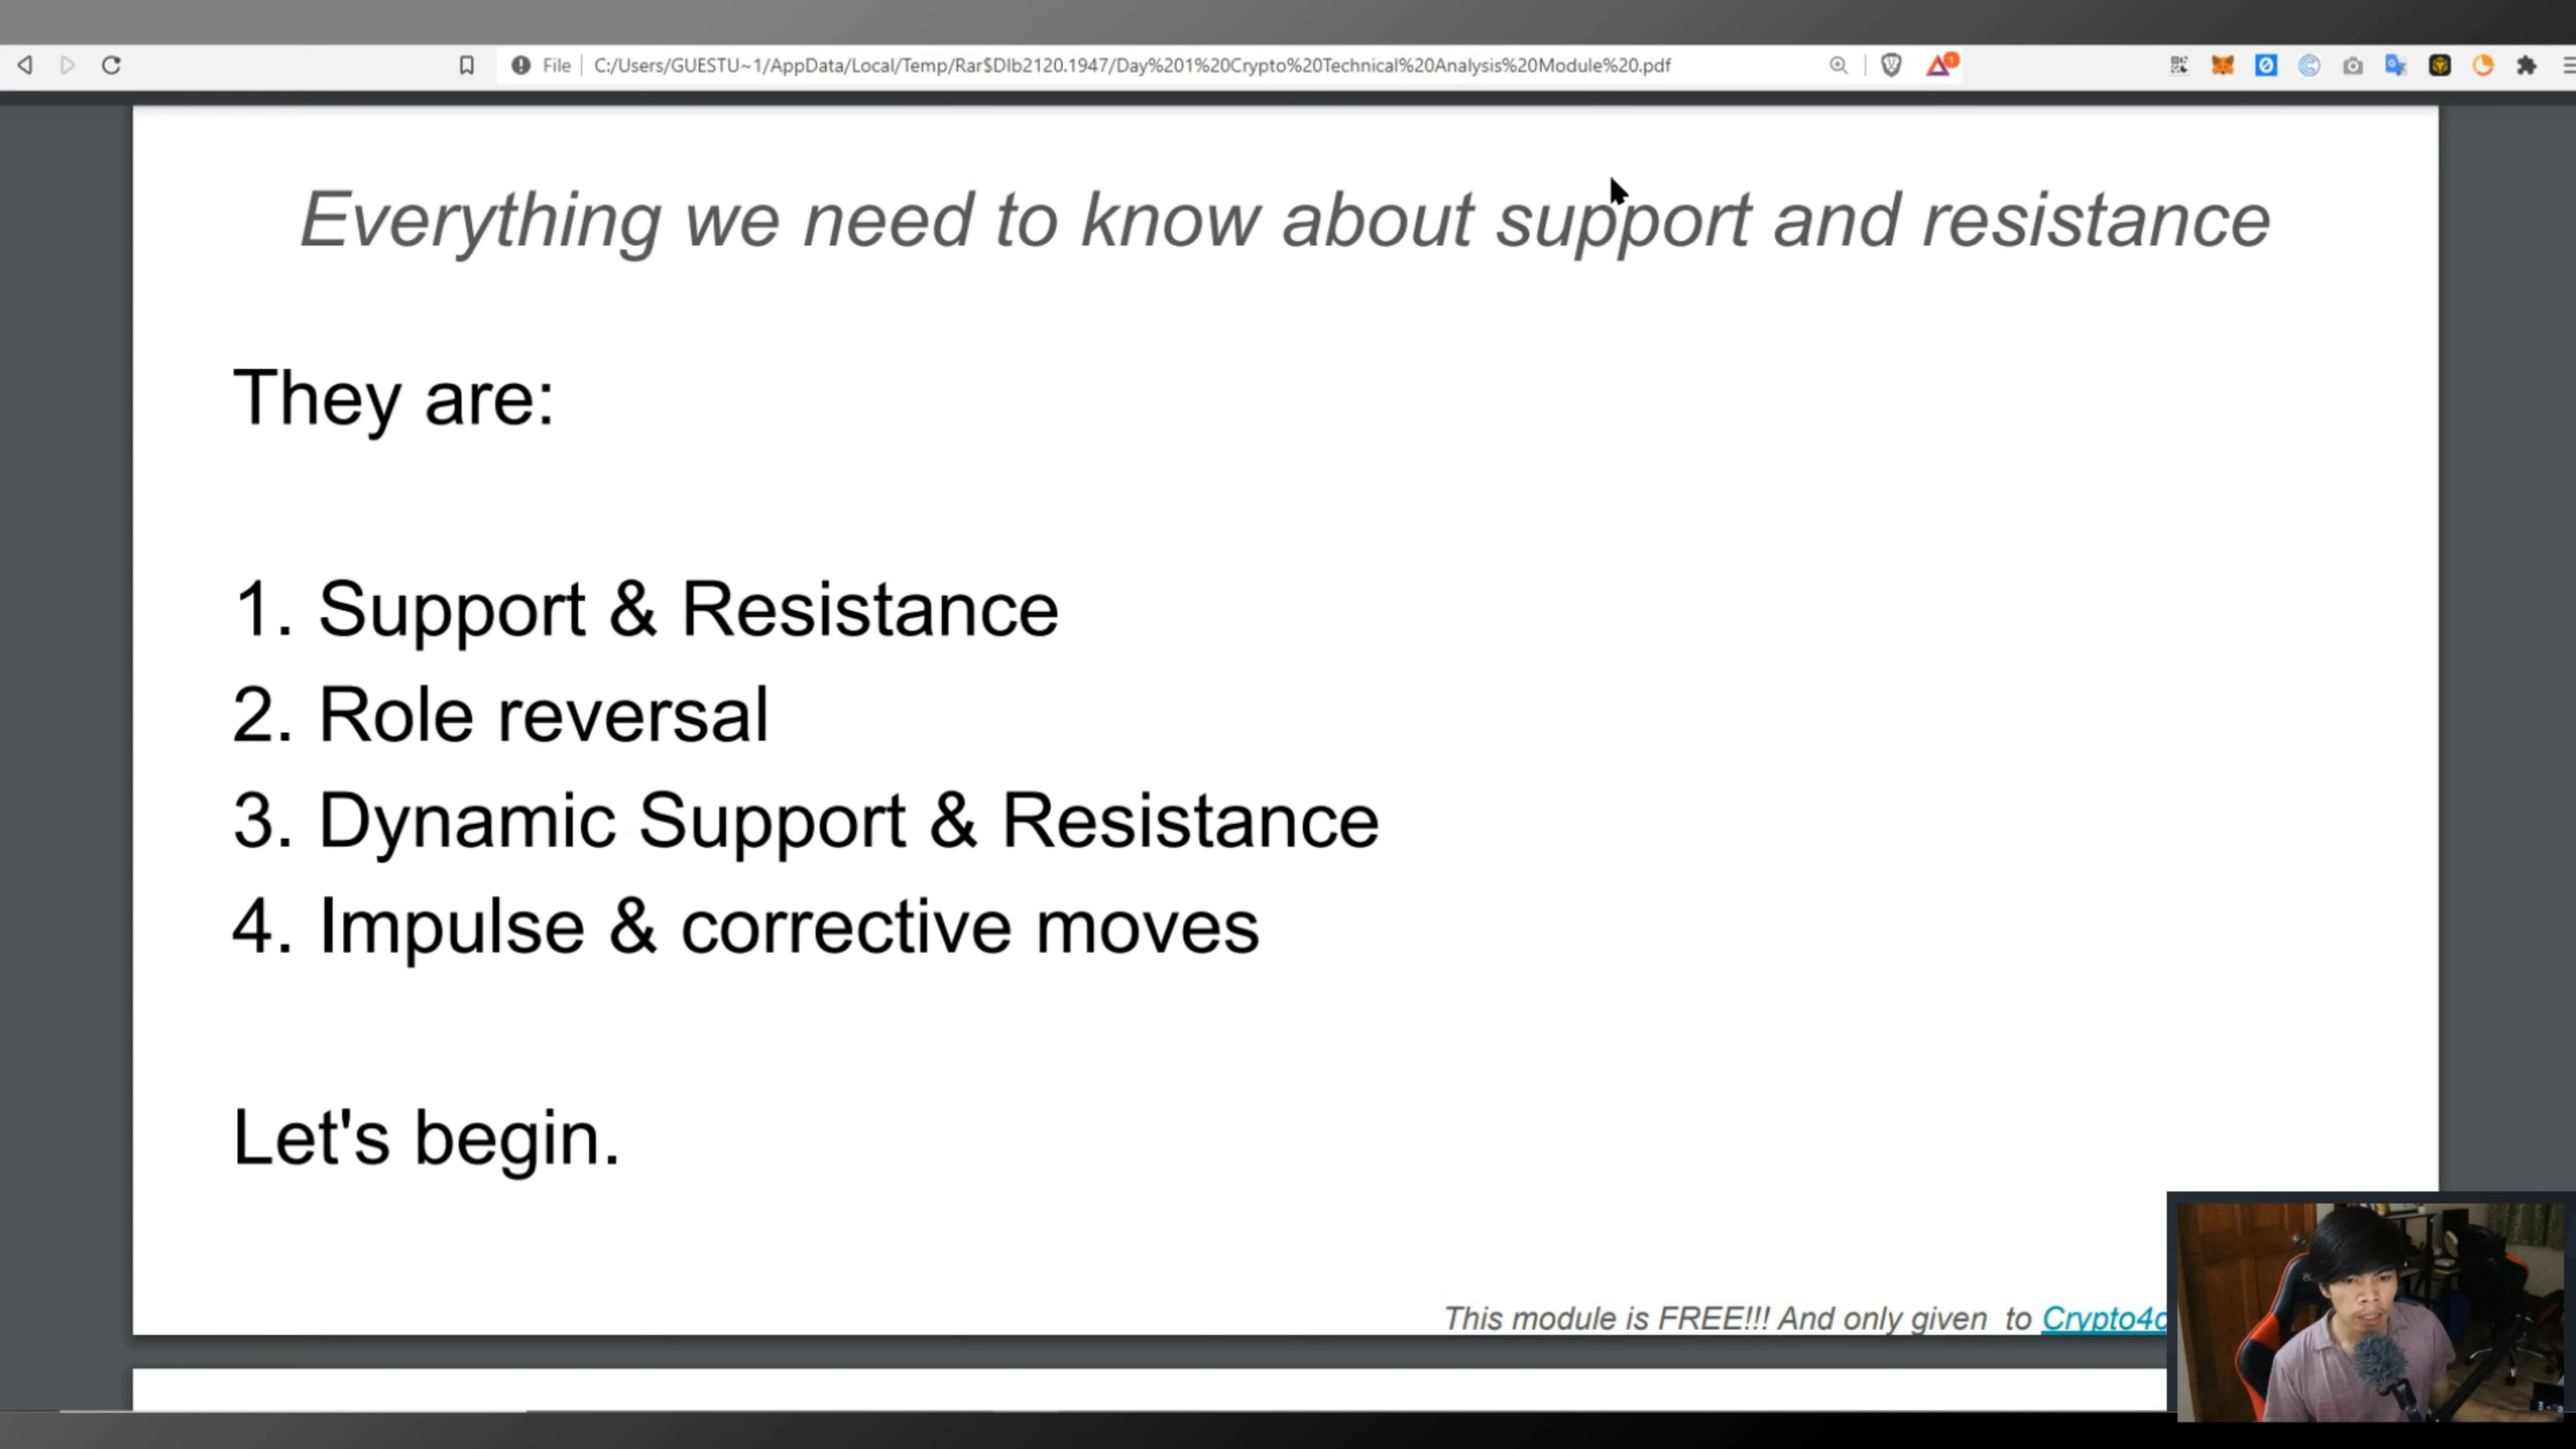 File
C:/Users/GUESTU~1/AppData/Local/Temp/Rar$DIb2120.1947/Day%201%20Crypto%20Technical%20Analysis%20Module%20.pdf
Everything we need to know about support and resistance
They are:
1. Support & Resistance
2. Role reversal
3. Dynamic Support & Resistance
4. Impulse & corrective moves
Let's begin.
This module is FREE!!! And only given to